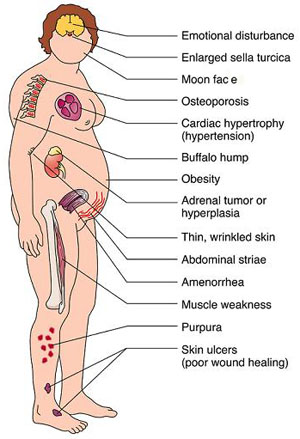 Emotional disturbance
Enlarged sella turcica
Moon fac e
Osteoporosis
Cardiac hypertrophy
(hypertension)
Buffalo hump
Obesity
Adrenal tumor or
hyperplasia
Thin, wrinkled skin
Abdominal striae
Amenorrhea
Muscle weakness
Purpura
Skin ulcers
(poor wound healing)